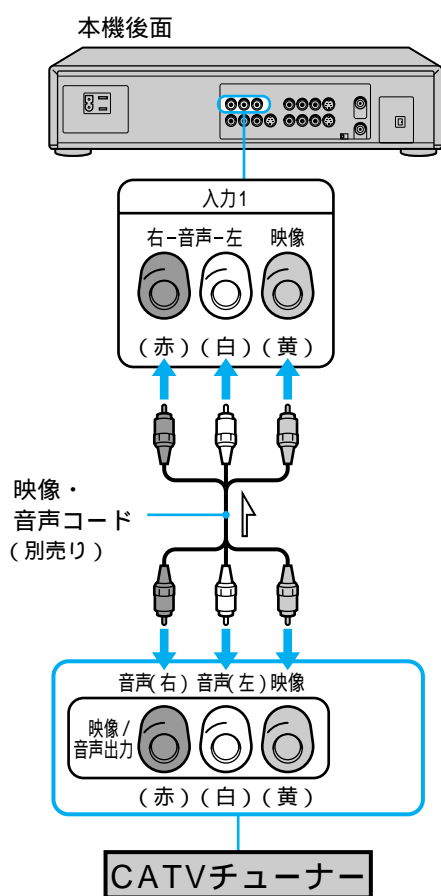 本機後面
入力1
右-音声-左 映像
(赤)(白)(黄)
映像・
音声コード
(別売り)
音声(右) 音声(左) 映像
映像/
音声出力
(赤)(白)(黄)
CATVチューナー